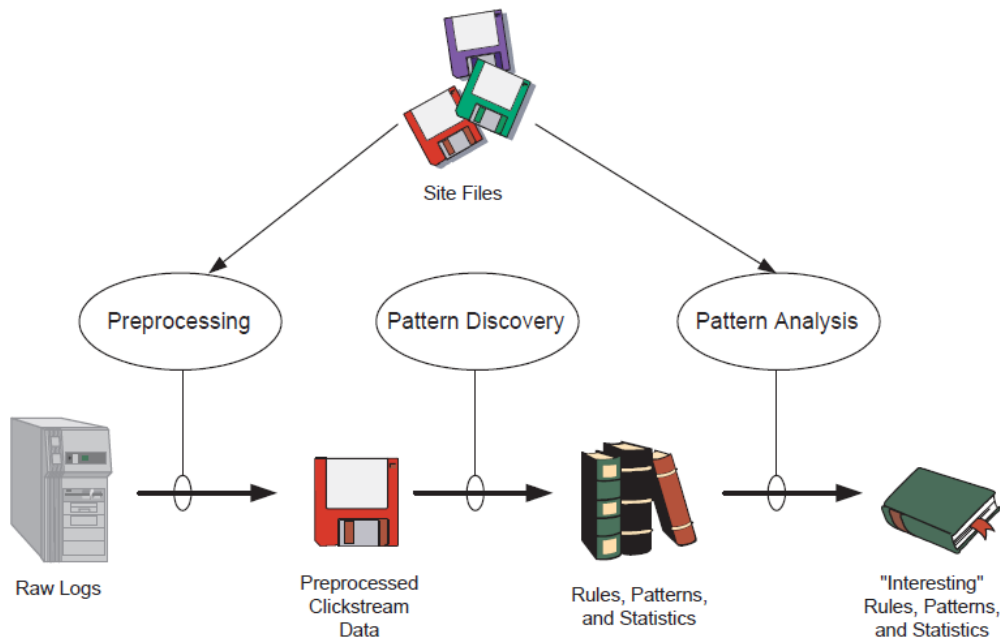 Site Files
Preprocessing
Pattern Discovery
Pattern Analysis
Raw Logs
Preprocessed
Clickstream
Data
Rules, Patterns,
and Statistics
"Interesting"
Rules, Patterns,
and Statistics